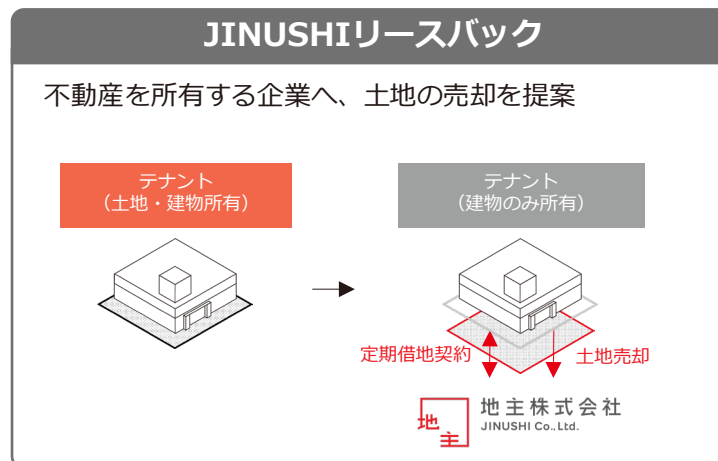 JINUSHIリースバック
不動産を所有する企業へ、土地の売却を提案
テナント
（土地・建物所有）
テナント
（建物のみ所有）
定期借地契約
土地売却
地主
地主株式会社
JINUSHI Co., Ltd.